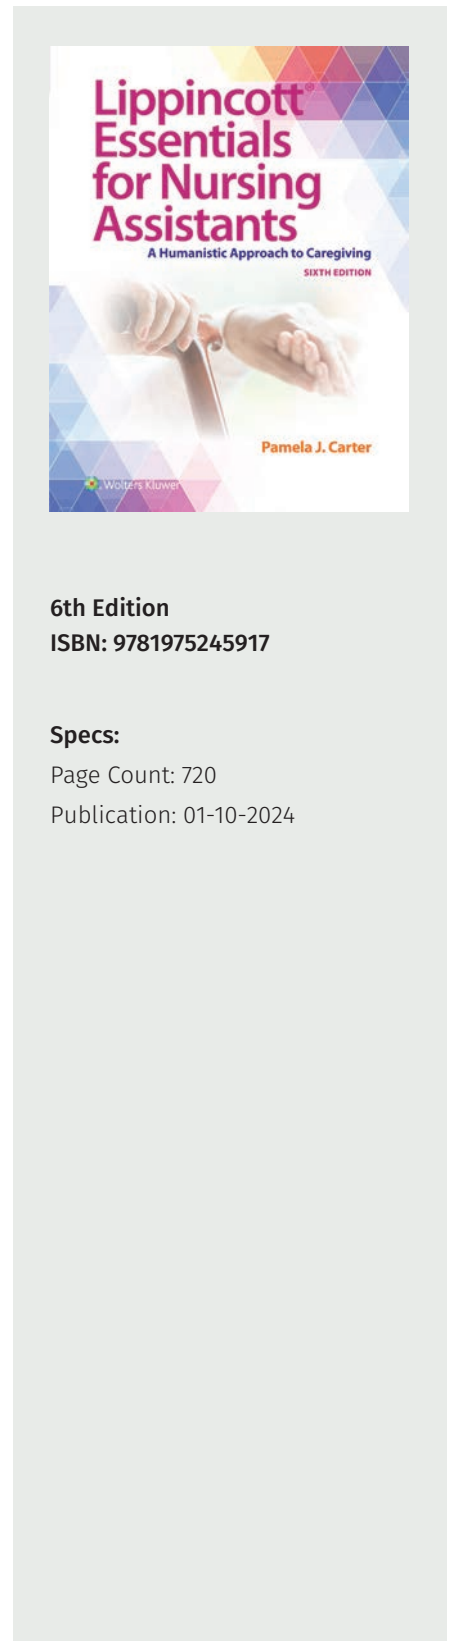 Lippincott®
Essentials
for Nursing
Assistants
A Humanistic Approach to Caregiving
SIXTH EDITION
Pamela J. Carter
Wolters Kluwer
6th Edition
ISBN: 9781975245917
Specs:
Page Count: 720
Publication: 01-10-2024